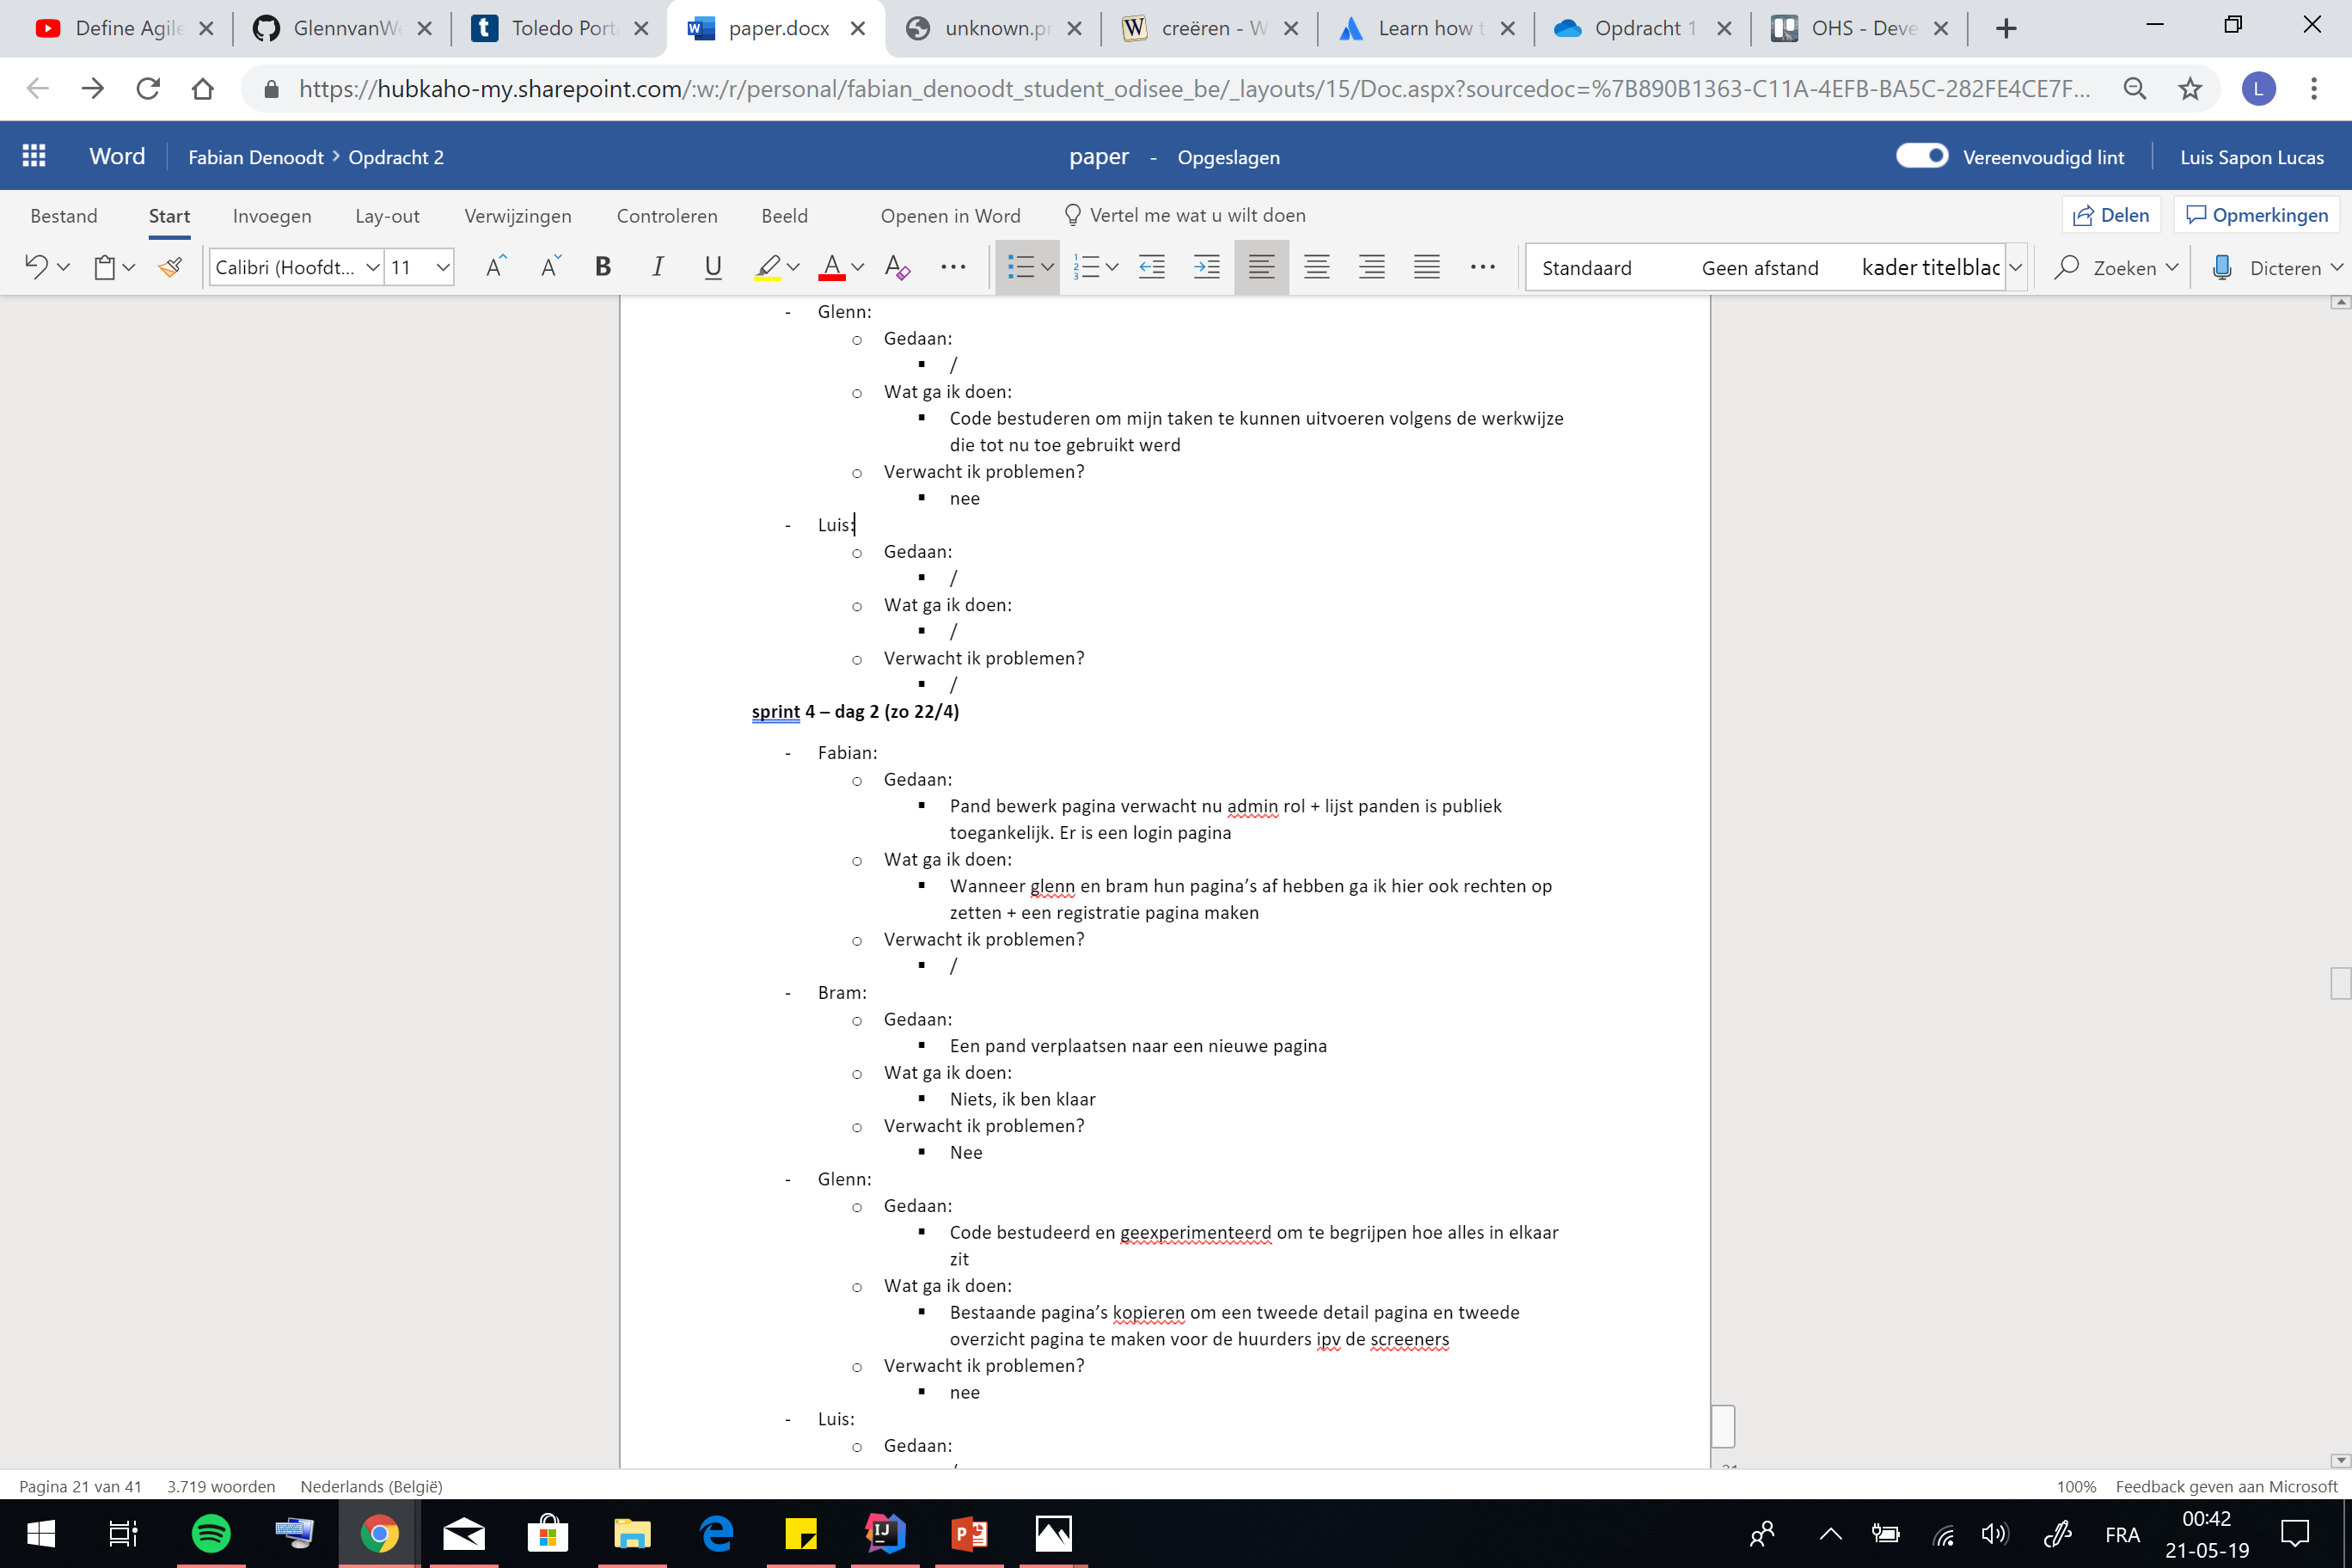 Define Agile
GlennvanWe
Toledo Porta
paper.docx
unknown.pn
creëren - W
Learn how t
Opdracht 1
OHS - Deve
https://hubkaho-my.sharepoint.com/:w:/r/personal/fabian_denoodt_student_odisee_be/_layouts/15/Doc.aspx?sourcedoc=%7B890B1363-C11A-4EFB-BA5C-282FE4CE7F...
L
Word Fabian Denoodt > Opdracht 2 paper - Opgeslagen Vereenvoudigd lint Luis Sapon Lucas
Bestand Start Invoegen Lay-out Verwijzingen Controleren Beeld Openen in Word Vertel me wat u wilt doen Delen Opmerkingen
Calibri (Hoofdt... 11 A A B I U A A ... ... Standaard Geen afstand kader titelblac Zoeken Dicteren
- Glenn:
o Gedaan:
▪ /
o Wat ga ik doen:
▪ Code bestuderen om mijn taken te kunnen uitvoeren volgens de werkwijze
die tot nu toe gebruikt werd
o Verwacht ik problemen?
▪ nee
- Luis:
o Gedaan:
▪ /
o Wat ga ik doen:
▪ /
o Verwacht ik problemen?
▪ /
sprint 4 – dag 2 (zo 22/4)
- Fabian:
o Gedaan:
▪ Pand bewerk pagina verwacht nu admin rol + lijst panden is publiek
toegankelijk. Er is een login pagina
o Wat ga ik doen:
▪ Wanneer glenn en bram hun pagina’s af hebben ga ik hier ook rechten op
zetten + een registratie pagina maken
o Verwacht ik problemen?
▪ /
- Bram:
o Gedaan:
▪ Een pand verplaatsen naar een nieuwe pagina
o Wat ga ik doen:
▪ Niets, ik ben klaar
o Verwacht ik problemen?
▪ Nee
- Glenn:
o Gedaan:
▪ Code bestudeerd en geexperimenteerd om te begrijpen hoe alles in elkaar
zit
o Wat ga ik doen:
▪ Bestaande pagina’s kopieren om een tweede detail pagina en tweede
overzicht pagina te maken voor de huurders ipv de screeners
o Verwacht ik problemen?
▪ nee
- Luis:
o Gedaan:
Pagina 21 van 41 3.719 woorden Nederlands (België) 100% Feedback geven aan Microsoft
FRA
00:42
21-05-19